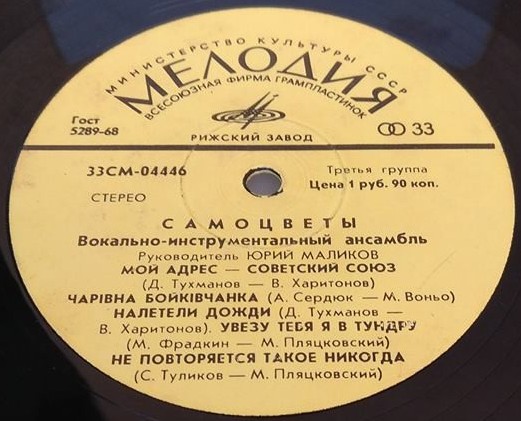 МИНИСТЕРСТВО КУЛЬТУРЫ СССР
МЕЛОДИЯ
ВСЕСОЮЗНАЯ ФИРМА ГРАМПЛАСТИНОК
Гост
5289-68
РИЖСКИЙ ЗАВОД
33
33СМ-04446
Третья группа
Цена 1 руб. 90 коп.
СТЕРЕО
САМОЦВЕТЫ
Вокально-инструментальный ансамбль
Руководитель ЮРИЙ МАЛИКОВ
МОЙ АДРЕС — СОВЕТСКИЙ СОЮЗ
(Д. Тухманов — В. Харитонов)
ЧАРІВНА БОЙКІВЧАНКА (А. Сердюк — М. Воньо)
НАЛЕТЕЛИ ДОЖДИ (Д. Тухманов —
В. Харитонов). УВЕЗУ ТЕБЯ Я В ТУНДРУ
(М. Фрадкин — М. Пляцковский)
НЕ ПОВТОРЯЕТСЯ ТАКОЕ НИКОГДА
(С. Туликов — М. Пляцковский)